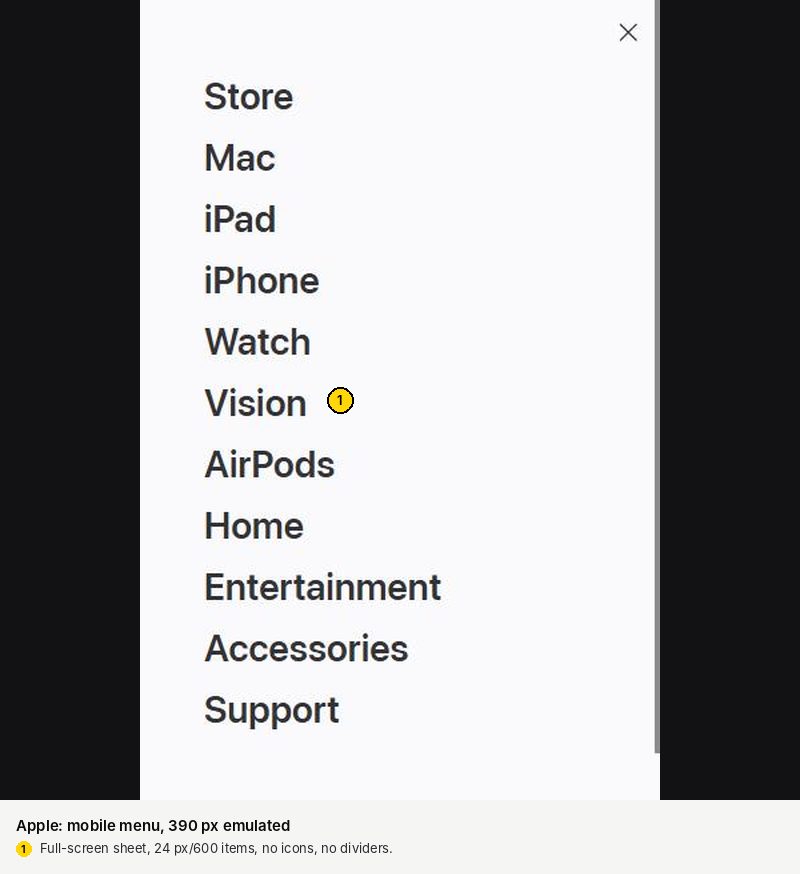 Store
Mac
iPad
iPhone
Watch
Vision 1
AirPods
Home
Entertainment
Accessories
Support
Apple: mobile menu, 390 px emulated
1 Full-screen sheet, 24 px/600 items, no icons, no dividers.